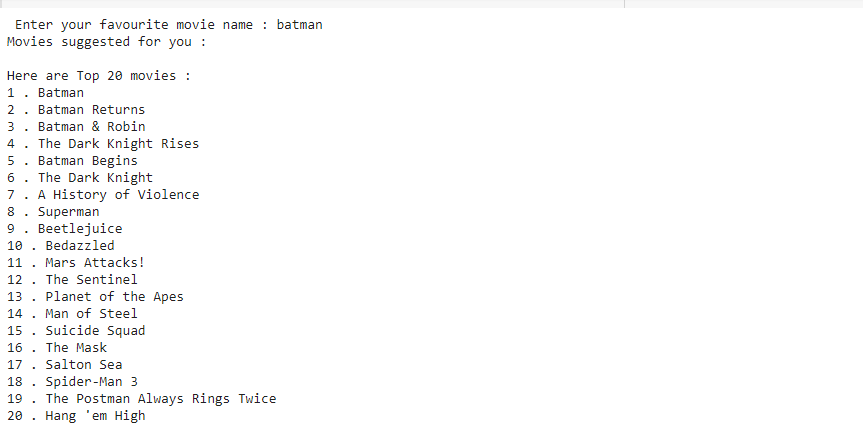 Enter your favourite movie name : batman
Movies suggested for you :
Here are Top 20 movies :
1 . Batman
2 . Batman Returns
3 . Batman & Robin
4 . The Dark Knight Rises
5 . Batman Begins
6 . The Dark Knight
7 . A History of Violence
8 . Superman
9 . Beetlejuice
10 . Bedazzled
11 . Mars Attacks!
12 . The Sentinel
13 . Planet of the Apes
14 . Man of Steel
15 . Suicide Squad
16 . The Mask
17 . Salton Sea
18 . Spider-Man 3
19 . The Postman Always Rings Twice
20 . Hang 'em High